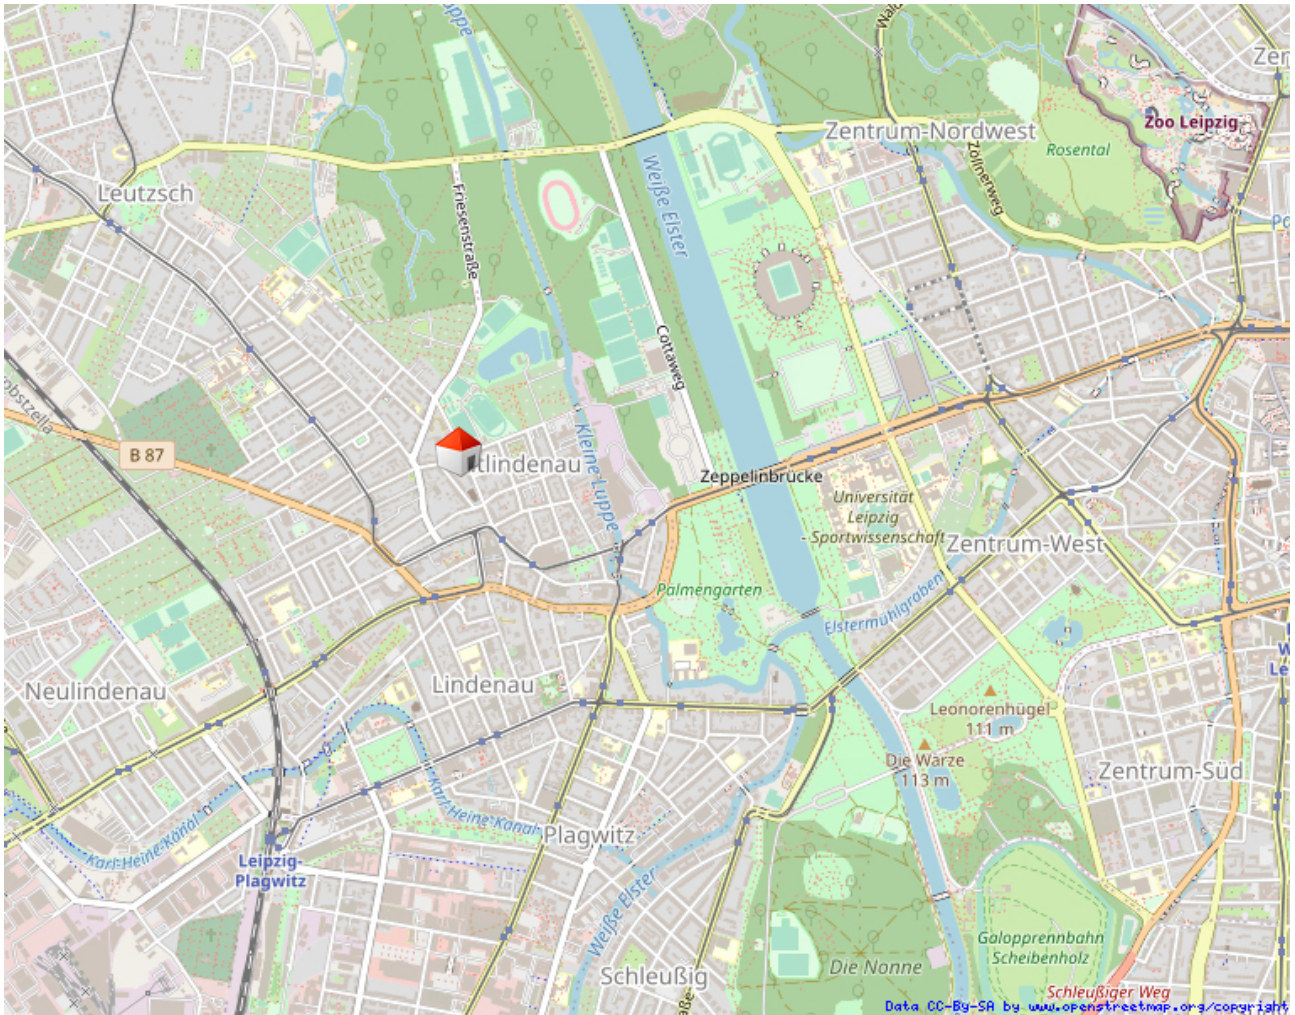 Leutzsch
Friesenstraße
Weiße Elster
Cottaweg
Zentrum-Nordwest
Zöllnerweg
Rosental
Zoo Leipzig
B 87
tlindenau
Kleine Luppe
Zeppelinbrücke
Universität
Leipzig
- Sportwissenschaft
Zentrum-West
Palmengarten
Elstermühlgraben
Neulindenau
Lindenau
Leonorenhügel
111 m
Die Warze
113 m
Zentrum-Süd
Karl-Heine-Kanal
Karl-Heine-Kanal
Plagwitz
Leipzig-
Plagwitz
Weiße Elster
Schleußig
Die Nonne
Galopprennbahn
Scheibenholz
Schleußiger Weg
Data CC-By-SA by www.openstreetmap.org/copyright